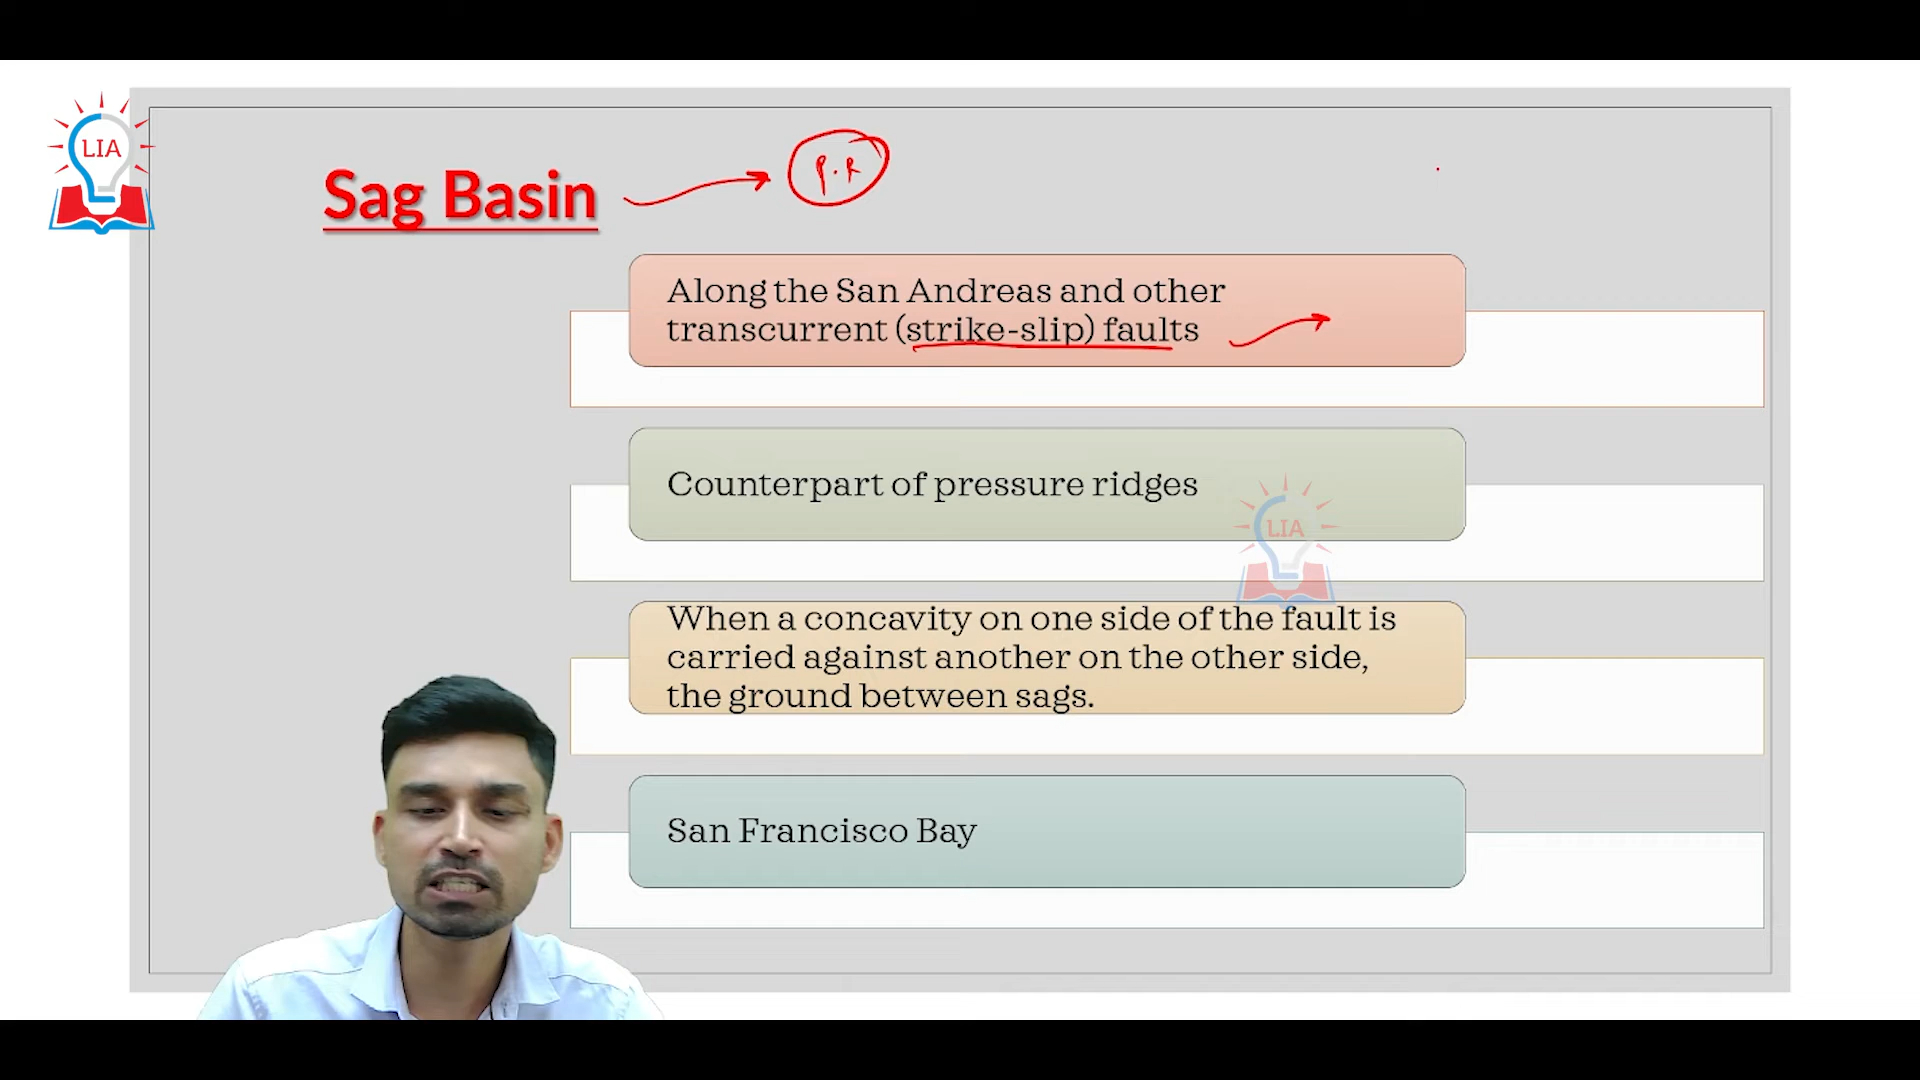 LIA
Sag Basin
P.R
Along the San Andreas and other
transcurrent (strike-slip) faults
Counterpart of pressure ridges
LIA
When a concavity on one side of the fault is
carried against another on the other side,
the ground between sags.
San Francisco Bay